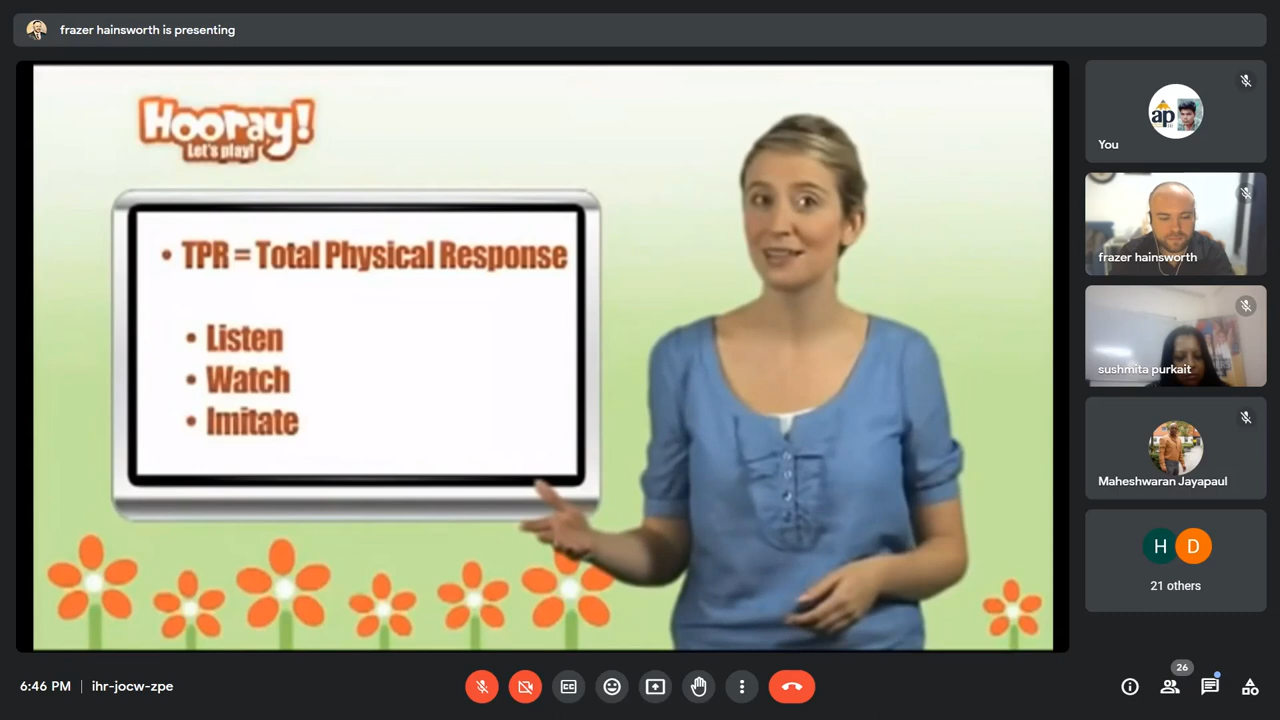 frazer hainsworth is presenting
Hooray!
Let's play!
• TPR = Total Physical Response
• Listen
• Watch
• Imitate
ap
You
frazer hainsworth
sushmita purkait
Maheshwaran Jayapaul
H D
21 others
6:46 PM | ihr-jocw-zpe
26